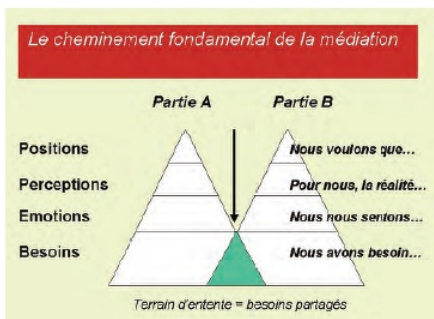 Le cheminement fondamental de la médiation
Partie A Partie B
Positions Nous voulons que…
Perceptions Pour nous, la réalité…
Emotions Nous nous sentons…
Besoins Nous avons besoin…
Terrain d'entente = besoins partagés